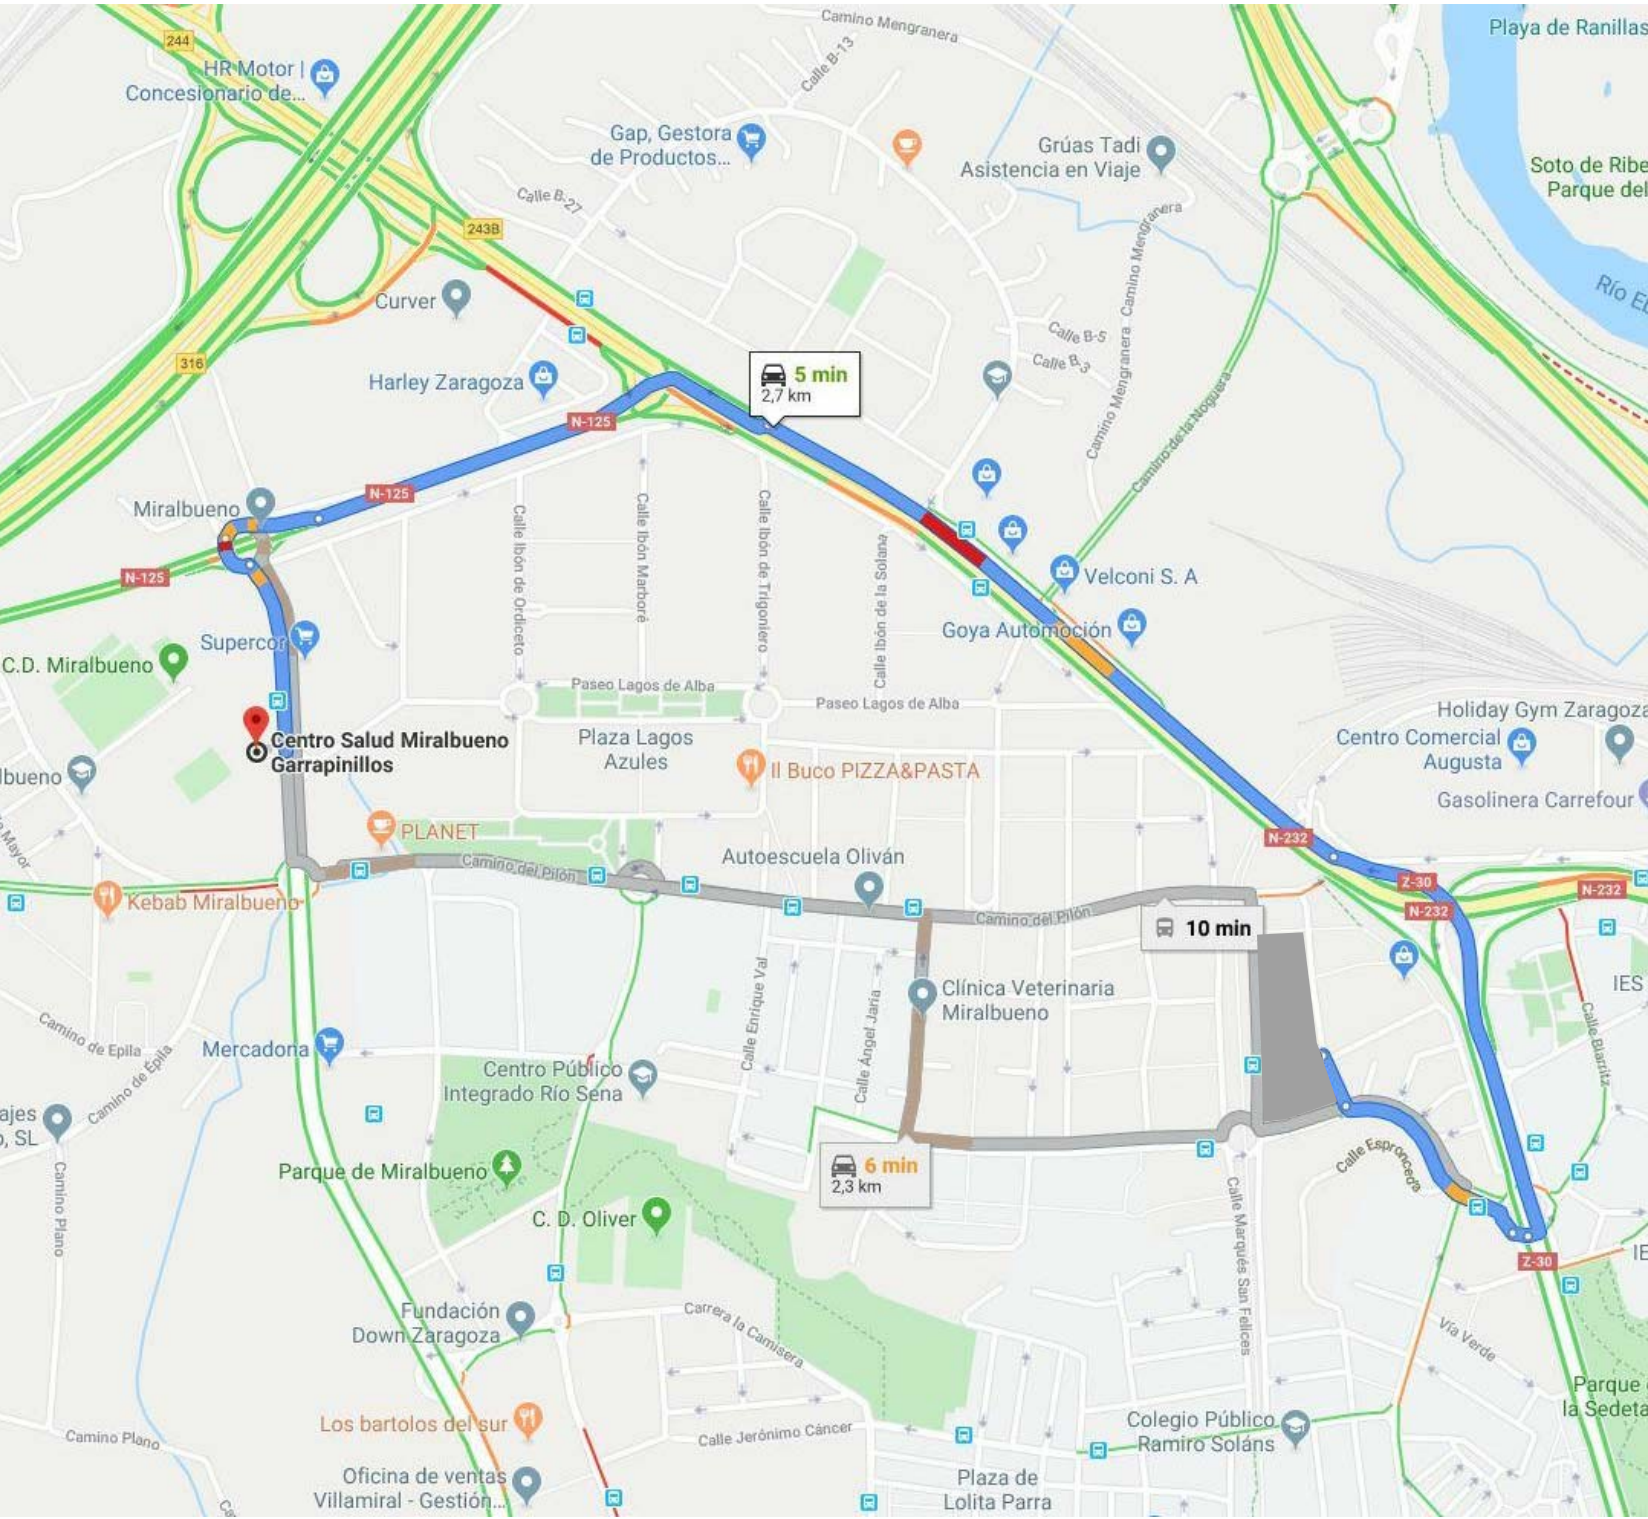 Camino Mengranera
Playa de Ranillas
244
HR Motor |
Concesionario de...
Calle B-13
Gap, Gestora
de Productos...
Grúas Tadi
Asistencia en Viaje
Soto de Ribe
Parque del
Calle B-27
243B
Camino Mengranera
Camino Mengranera
Curver
Río E
316
Calle B-5
Calle B-3
Harley Zaragoza
5 min
2,7 km
N-125
Camino de la Noguera
N-125
Miralbueno
Calle Ibón de Ordiceto
Calle Ibón Marboré
Calle Ibón de Trigoniero
Calle Ibón de la Solana
N-125
Velconi S. A
Goya Automoción
Supercor
C.D. Miralbueno
Paseo Lagos de Alba
Paseo Lagos de Alba
Plaza Lagos
Azules
Centro Salud Miralbueno
Garrapinillos
Holiday Gym Zaragoza
Centro Comercial
Augusta
Il Buco PIZZA&PASTA
lbueno
Gasolinera Carrefour
Mayor
PLANET
N-232
Autoescuela Oliván
Camino del Pilón
Z-30
N-232
N-232
Kebab Miralbueno
Camino del Pilón
10 min
Clínica Veterinaria
Miralbueno
IES
Calle Enrique Val
Calle Ángel Jaria
Calle Biarritz
Camino de Epila
Mercadona
Camino de Épila
Centro Público
Integrado Río Sena
ajes
, SL
Parque de Miralbueno
6 min
2,3 km
Calle Espronceda
Camino Plano
C. D. Oliver
Calle Marqués San Felices
Z-30
IE
Fundación
Down Zaragoza
Carrera la Camisera
Vía Verde
Parque
la Sedeta
Los bartolos del sur
Camino Plano
Calle Jerónimo Cáncer
Colegio Público
Ramiro Soláns
Oficina de ventas
Villamiral - Gestión...
Plaza de
Lolita Parra